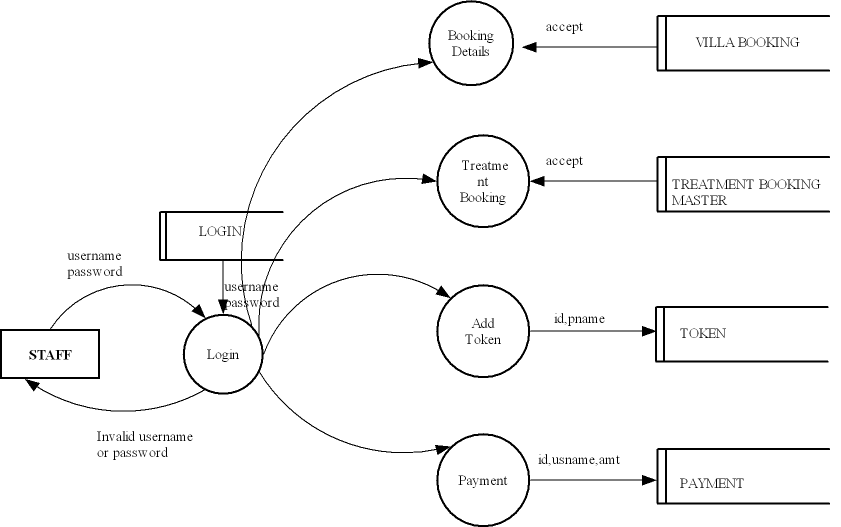 Booking
Details
accept
VILLA BOOKING
Treatme
nt
Booking
accept
TREATMENT BOOKING
MASTER
LOGIN
username
password
username
password
STAFF
Login
Invalid username
or password
Add
Token
id,pname
TOKEN
Payment
id,usname,amt
PAYMENT